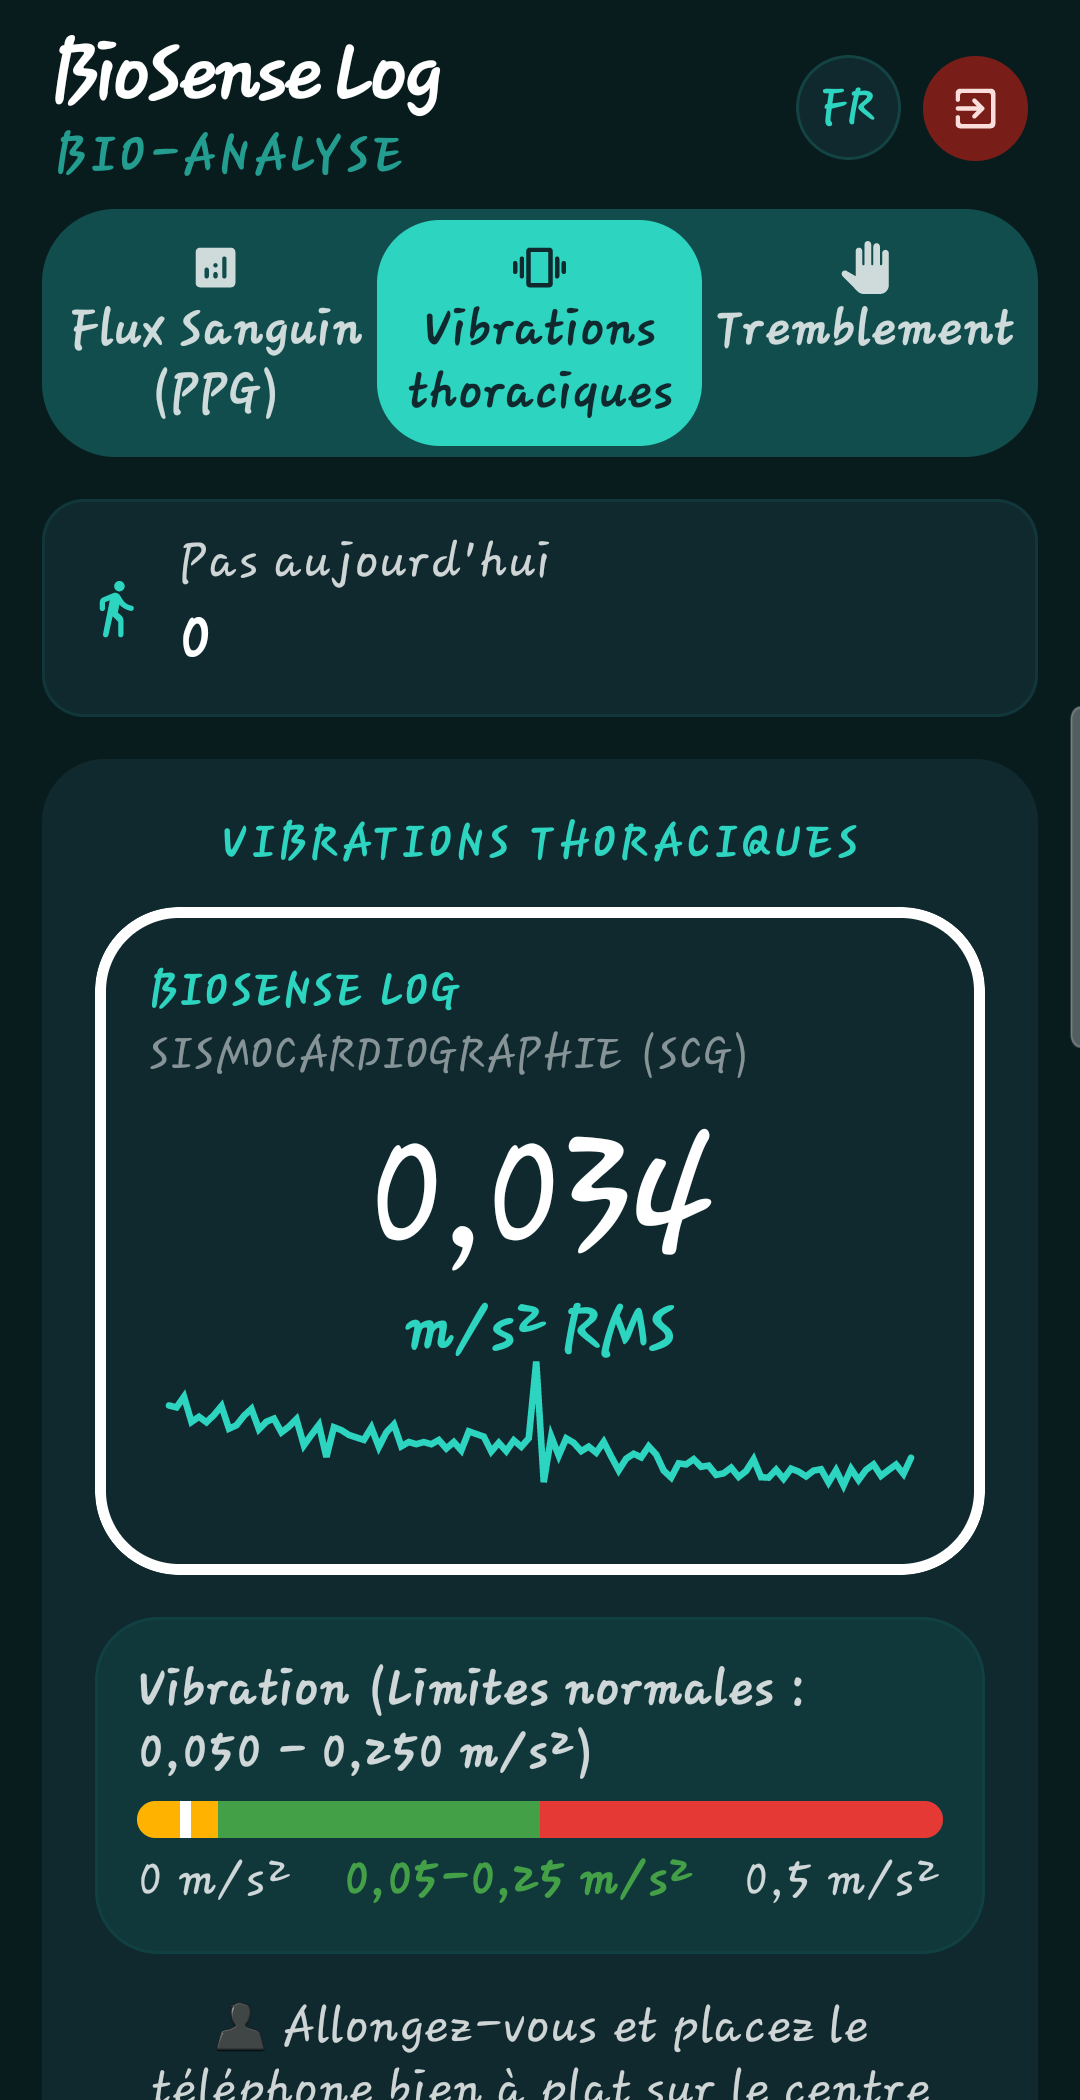 BioSense Log
BIO-ANALYSE
FR
Flux Sanguin
(PPG)
Vibrations
thoraciques
Tremblement
Pas aujourd'hui
0
VIBRATIONS THORACIQUES
BIOSENSE LOG
SISMOCARDIOGRAPHIE (SCG)
0,034
m/s² RMS
Vibration (Limites normales :
0,050 - 0,250 m/s²)
0 m/s²
0,05-0,25 m/s²
0,5 m/s²
Allongez-vous et placez le
téléphone bien à plat sur le centre